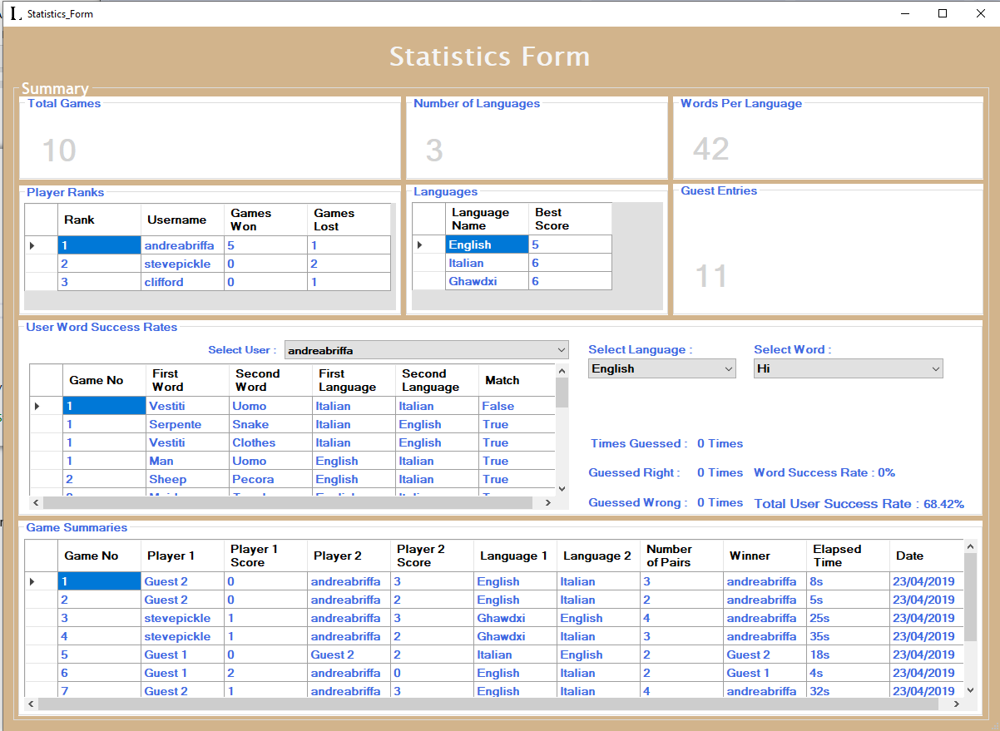 Statistics_Form
Statistics Form
Summary
Total Games
10
Number of Languages
3
Words Per Language
42
Player Ranks
Rank Username Games Won Games Lost
1 andreabriffa 5 1
2 stevepickle 0 2
3 clifford 0 1
Languages
Language Name Best Score
English 5
Italian 6
Ghawdxi 6
Guest Entries
11
User Word Success Rates
Select User : andreabriffa
Game No First Word Second Word First Language Second Language Match
1 Vestiti Uomo Italian Italian False
1 Serpente Snake Italian English True
1 Vestiti Clothes Italian English True
1 Man Uomo English Italian True
2 Sheep Pecora English Italian True
Select Language : Select Word :
English Hi
Times Guessed : 0 Times
Guessed Right : 0 Times Word Success Rate : 0%
Guessed Wrong : 0 Times Total User Success Rate : 68.42%
Game Summaries
Game No Player 1 Player 1 Score Player 2 Player 2 Score Language 1 Language 2 Number of Pairs Winner Elapsed Time Date
1 Guest 2 0 andreabriffa 3 English Italian 3 andreabriffa 8s 23/04/2019
2 Guest 2 0 andreabriffa 2 English Italian 2 andreabriffa 5s 23/04/2019
3 stevepickle 1 andreabriffa 3 Ghawdxi English 4 andreabriffa 25s 23/04/2019
4 stevepickle 1 andreabriffa 2 Ghawdxi Italian 3 andreabriffa 35s 23/04/2019
5 Guest 1 0 Guest 2 2 Italian English 2 Guest 2 18s 23/04/2019
6 Guest 1 2 andreabriffa 0 English Italian 2 Guest 1 4s 23/04/2019
7 Guest 2 1 andreabriffa 3 English Italian 4 andreabriffa 32s 23/04/2019